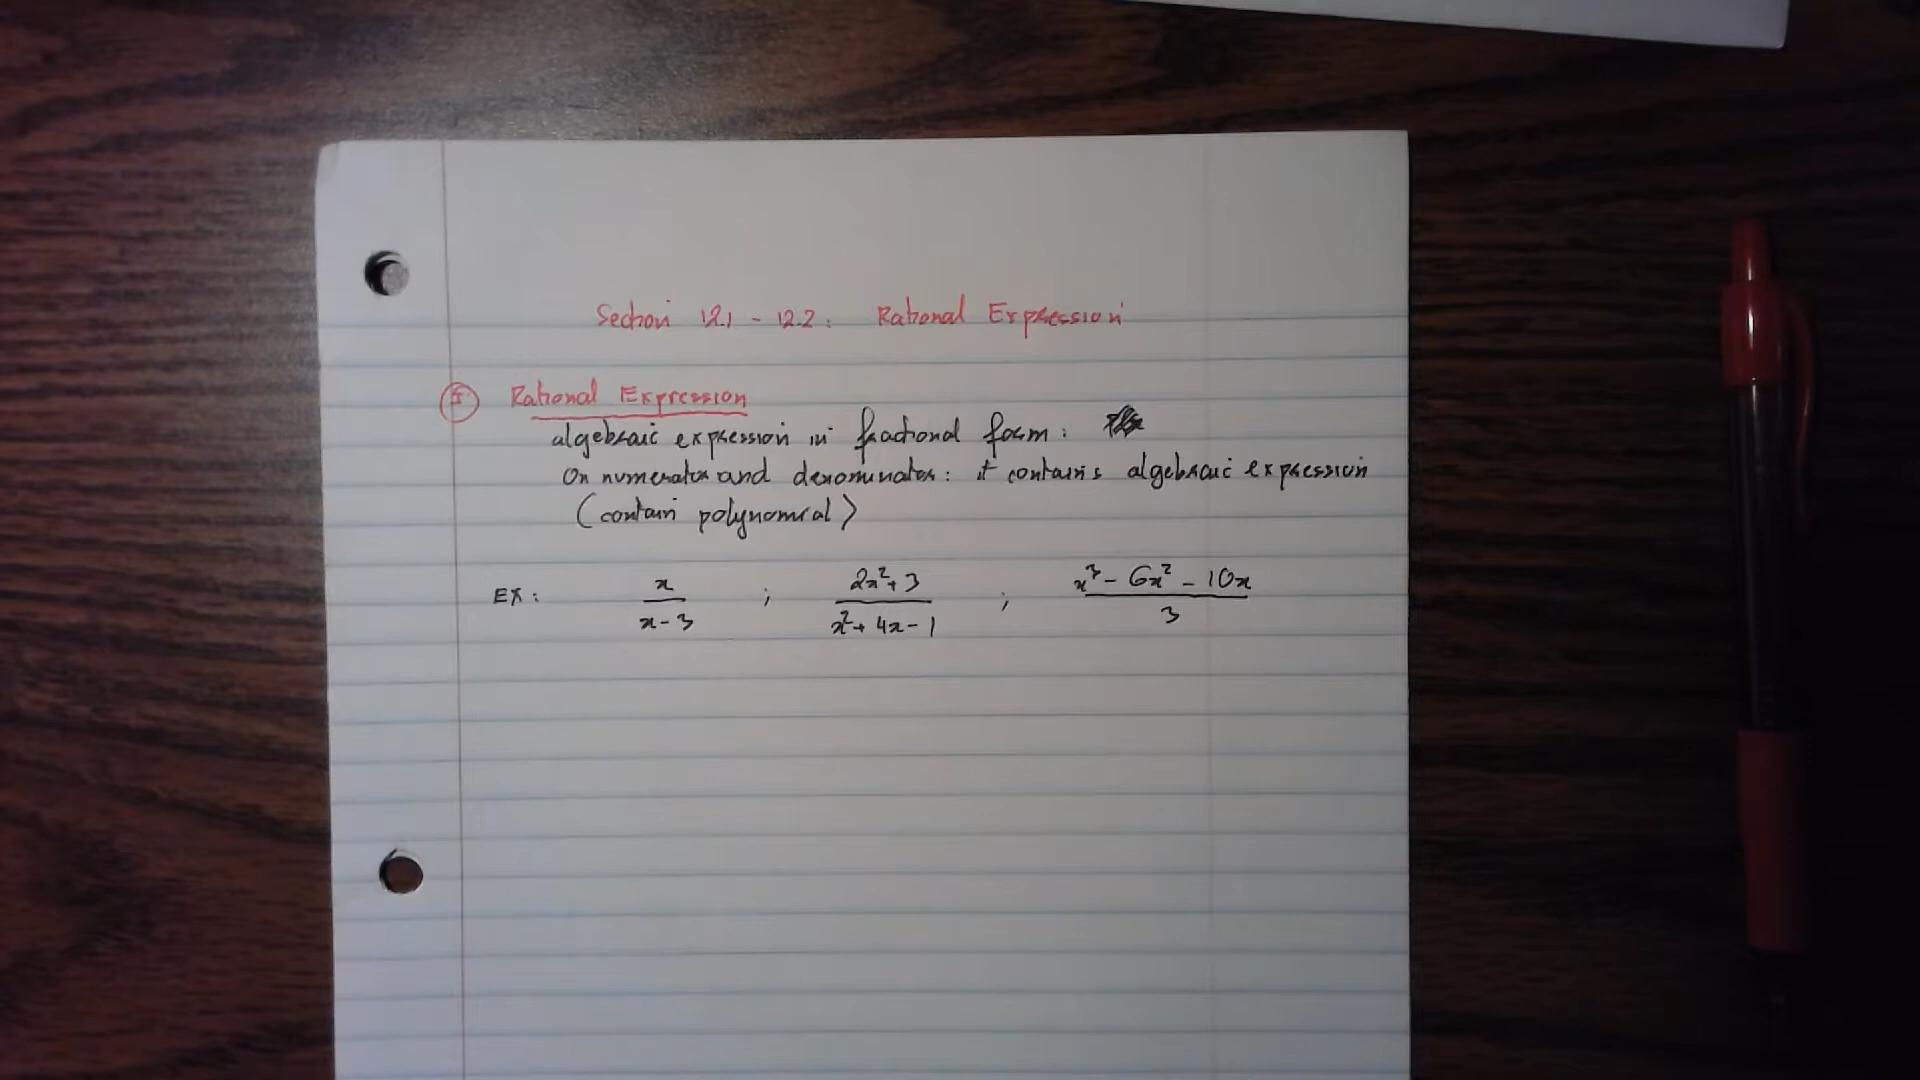 Section 12.1 - 12.2: Rational Expression
I. Rational Expression
algebraic expression in fractional form:
On numerator and denominator: it contains algebraic expression
(contain polynomial)
EX: x/(x-3) ; (2x²+3)/(x²+4x-1) ; (x³-6x²-10x)/3